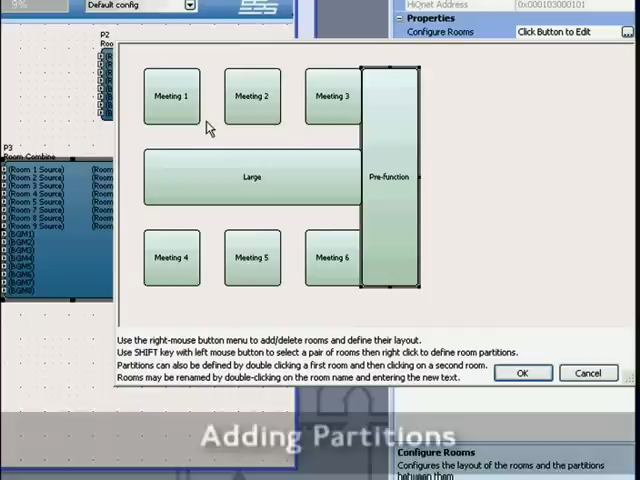 9%
Default config
BSS
HiQnet Address
0x000103000101
Properties
Configure Rooms
Click Button to Edit
P2
Roo
Meeting 1
Meeting 2
Meeting 3
Large
Pre-function
Meeting 4
Meeting 5
Meeting 6
P3
Room Combine
(Room 1 Source)
(Room 2 Source)
(Room 3 Source)
(Room 4 Source)
(Room 5 Source)
(Room 6 Source)
(Room 7 Source)
(Room 8 Source)
(Room 9 Source)
(BGM1)
(BGM2)
(BGM3)
(BGM4)
(BGM5)
(BGM6)
(BGM7)
(BGM8)
Use the right-mouse button menu to add/delete rooms and define their layout.
Use SHIFT key with left mouse button to select a pair of rooms then right click to define room partitions.
Partitions can also be defined by double clicking a first room and then clicking on a second room.
Rooms may be renamed by double-clicking on the room name and entering the new text.
OK
Cancel
Adding Partitions
Configure Rooms
Configures the layout of the rooms and the partitions
between them